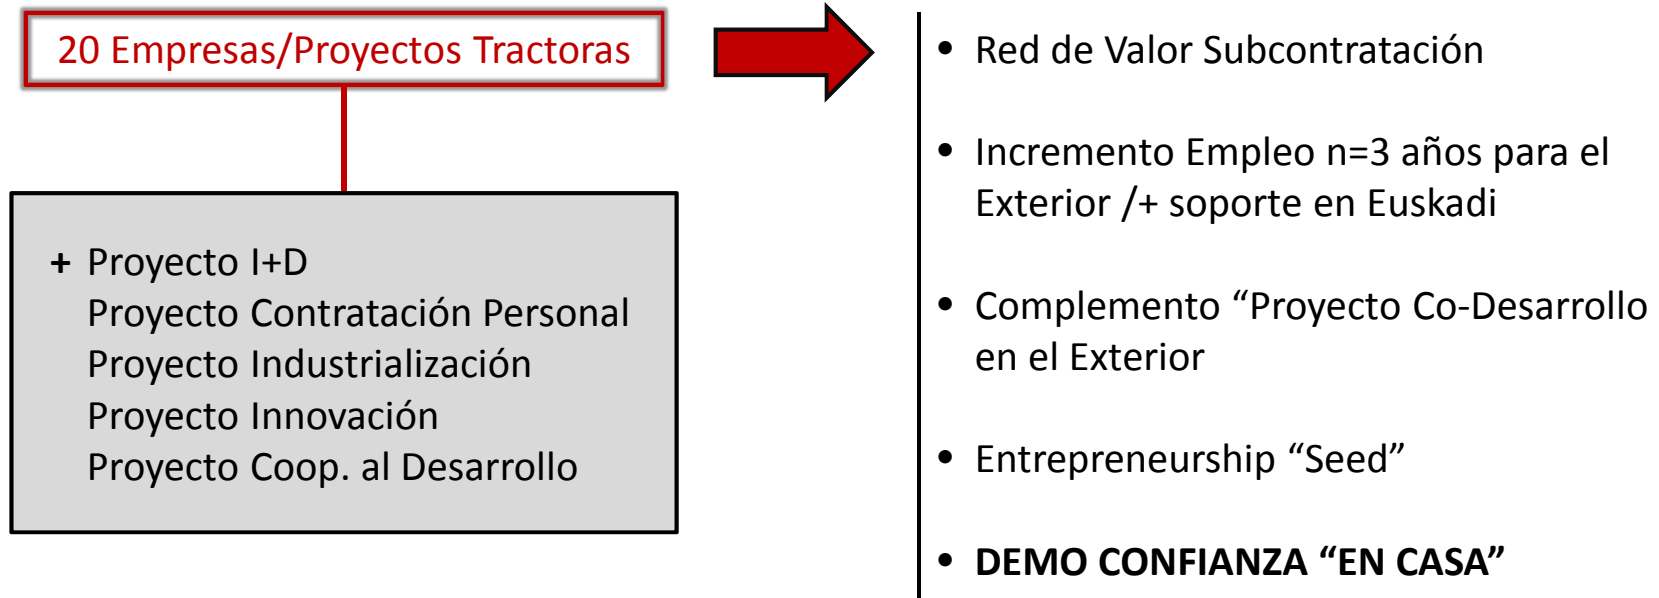 20 Empresas/Proyectos Tractoras
+ Proyecto I+D
Proyecto Contratación Personal
Proyecto Industrialización
Proyecto Innovación
Proyecto Coop. al Desarrollo
• Red de Valor Subcontratación
• Incremento Empleo n=3 años para el
Exterior /+ soporte en Euskadi
• Complemento “Proyecto Co-Desarrollo
en el Exterior
• Entrepreneurship “Seed”
• DEMO CONFIANZA “EN CASA”